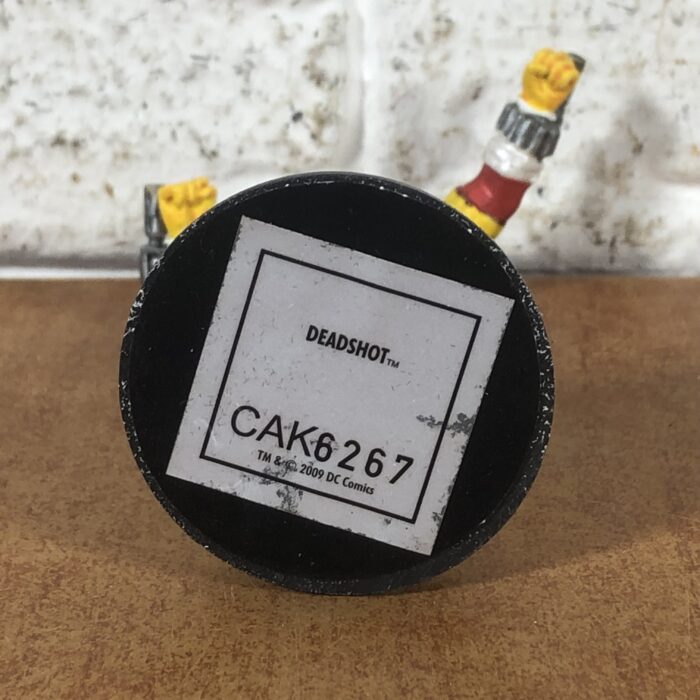 DEADSHOT™
CAK6267
TM & © 2009 DC Comics